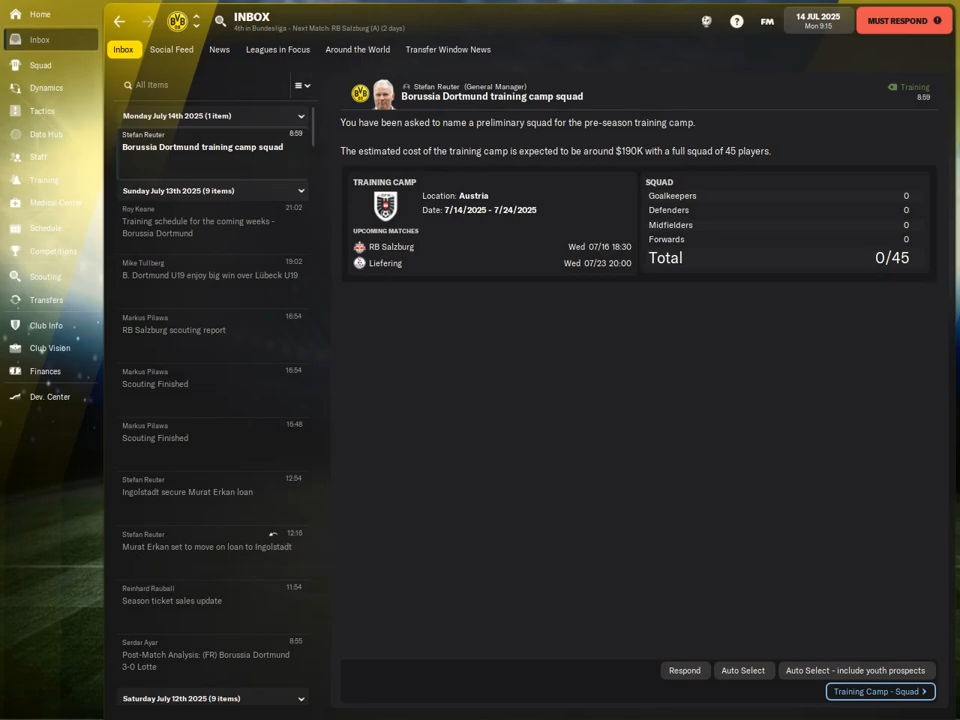 Home
Inbox
Squad
Dynamics
Tactics
Data Hub
Staff
Training
Medical Center
Schedule
Competitions
Scouting
Transfers
Club Info
Club Vision
Finances
Dev. Center
INBOX
4th in Bundesliga - Next Match: RB Salzburg (A) (2 days)
FM
14 JUL 2025
Mon 9:15
MUST RESPOND
Inbox
Social Feed
News
Leagues in Focus
Around the World
Transfer Window News
All Items
Monday July 14th 2025 (1 item)
Stefan Reuter 8:59
Borussia Dortmund training camp squad
Sunday July 13th 2025 (9 items)
Roy Keane 21:02
Training schedule for the coming weeks -
Borussia Dortmund
Mike Tullberg 19:02
B. Dortmund U19 enjoy big win over Lübeck U19
Markus Pilawa 16:54
RB Salzburg scouting report
Markus Pilawa 16:54
Scouting Finished
Markus Pilawa 16:48
Scouting Finished
Stefan Reuter 12:54
Ingolstadt secure Murat Erkan loan
Stefan Reuter 12:16
Murat Erkan set to move on loan to Ingolstadt
Reinhard Rauball 11:54
Season ticket sales update
Serdar Ayar 8:55
Post-Match Analysis: (FR) Borussia Dortmund
3-0 Lotte
Saturday July 12th 2025 (9 items)
Stefan Reuter (General Manager)
Borussia Dortmund training camp squad
Training
8:59
You have been asked to name a preliminary squad for the pre-season training camp.
The estimated cost of the training camp is expected to be around $190K with a full squad of 45 players.
TRAINING CAMP
Location: Austria
Date: 7/14/2025 - 7/24/2025
UPCOMING MATCHES
RB Salzburg Wed 07/16 18:30
Liefering Wed 07/23 20:00
SQUAD
Goalkeepers 0
Defenders 0
Midfielders 0
Forwards 0
Total 0/45
Respond
Auto Select
Auto Select - include youth prospects
Training Camp - Squad